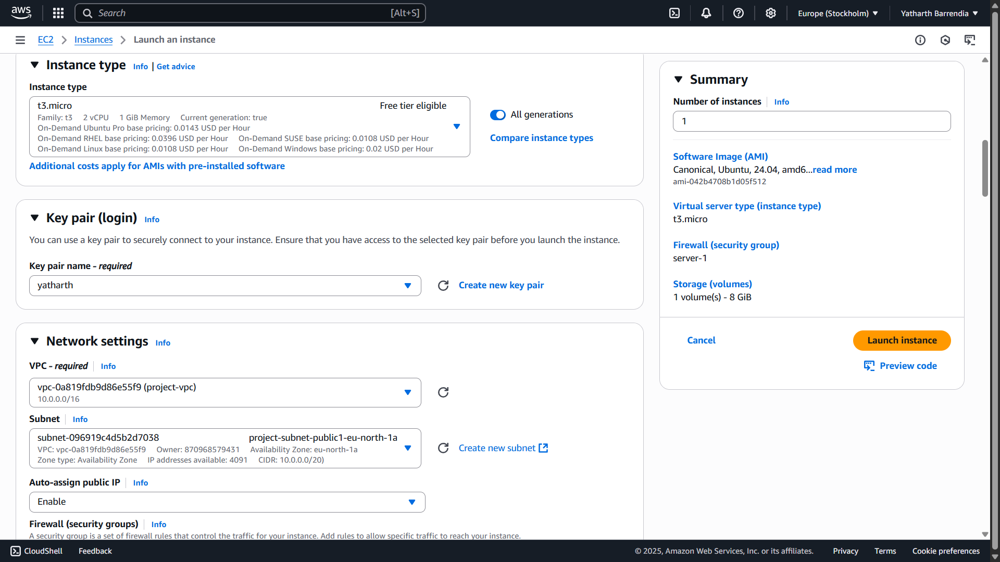 aws
Search [Alt+S]
Europe (Stockholm)
Yatharth Barrendia
EC2
Instances
Launch an instance
Instance type
Info
Get advice
Instance type
t3.micro
Free tier eligible
Family: t3 2 vCPU 1 GiB Memory Current generation: true
On-Demand Ubuntu Pro base pricing: 0.0143 USD per Hour
On-Demand RHEL base pricing: 0.0396 USD per Hour On-Demand SUSE base pricing: 0.0108 USD per Hour
On-Demand Linux base pricing: 0.0108 USD per Hour On-Demand Windows base pricing: 0.02 USD per Hour
All generations
Compare instance types
Additional costs apply for AMIs with pre-installed software
Key pair (login)
Info
You can use a key pair to securely connect to your instance. Ensure that you have access to the selected key pair before you launch the instance.
Key pair name - required
yatharth
Create new key pair
Network settings
Info
VPC - required
Info
vpc-0a819fdb9d86e55f9 (project-vpc)
10.0.0.0/16
Subnet
Info
subnet-096919c4d5b2d7038 project-subnet-public1-eu-north-1a
VPC: vpc-0a819fdb9d86e55f9 Owner: 870968579431 Availability Zone: eu-north-1a
Zone type: Availability Zone IP addresses available: 4091 CIDR: 10.0.0.0/20)
Create new subnet
Auto-assign public IP
Info
Enable
Firewall (security groups)
Info
A security group is a set of firewall rules that control the traffic for your instance. Add rules to allow specific traffic to reach your instance.
Summary
Number of instances
Info
1
Software Image (AMI)
Canonical, Ubuntu, 24.04, amd6...read more
ami-042b4708b1d05f512
Virtual server type (instance type)
t3.micro
Firewall (security group)
server-1
Storage (volumes)
1 volume(s) - 8 GiB
Cancel
Launch instance
Preview code
CloudShell
Feedback
© 2025, Amazon Web Services, Inc. or its affiliates.
Privacy
Terms
Cookie preferences